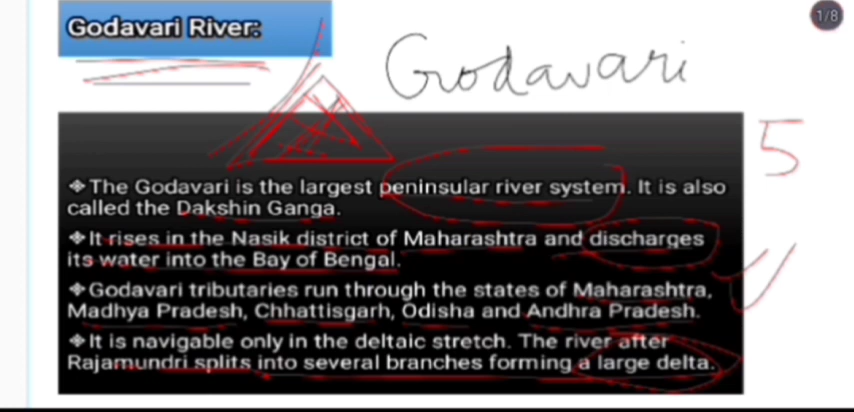 1/8
Godavari River:
Godavari
5
❖The Godavari is the largest peninsular river system. It is also
called the Dakshin Ganga.
❖It rises in the Nasik district of Maharashtra and discharges
its water into the Bay of Bengal.
❖Godavari tributaries run through the states of Maharashtra,
Madhya Pradesh, Chhattisgarh, Odisha and Andhra Pradesh.
❖It is navigable only in the deltaic stretch. The river after
Rajamundri splits into several branches forming a large delta.